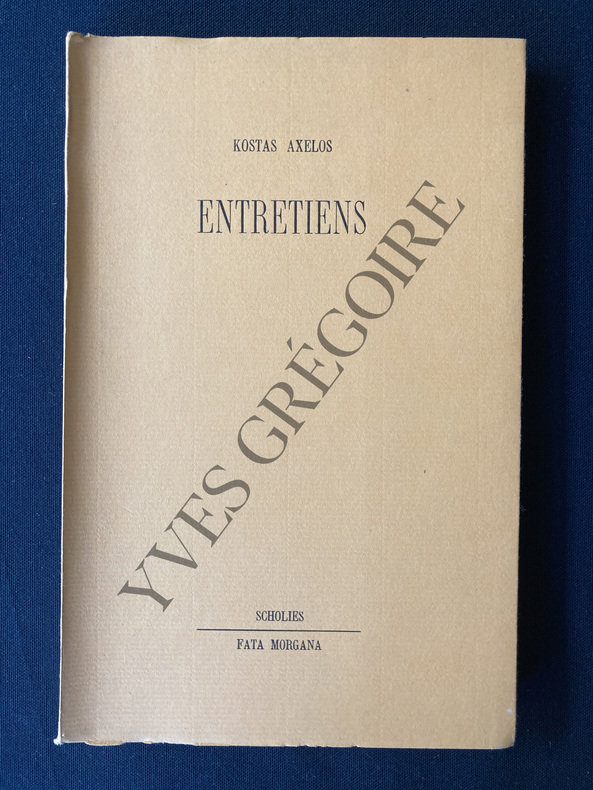 KOSTAS AXELOS
ENTRETIENS
YVES GRÉGOIRE
SCHOLIES
FATA MORGANA